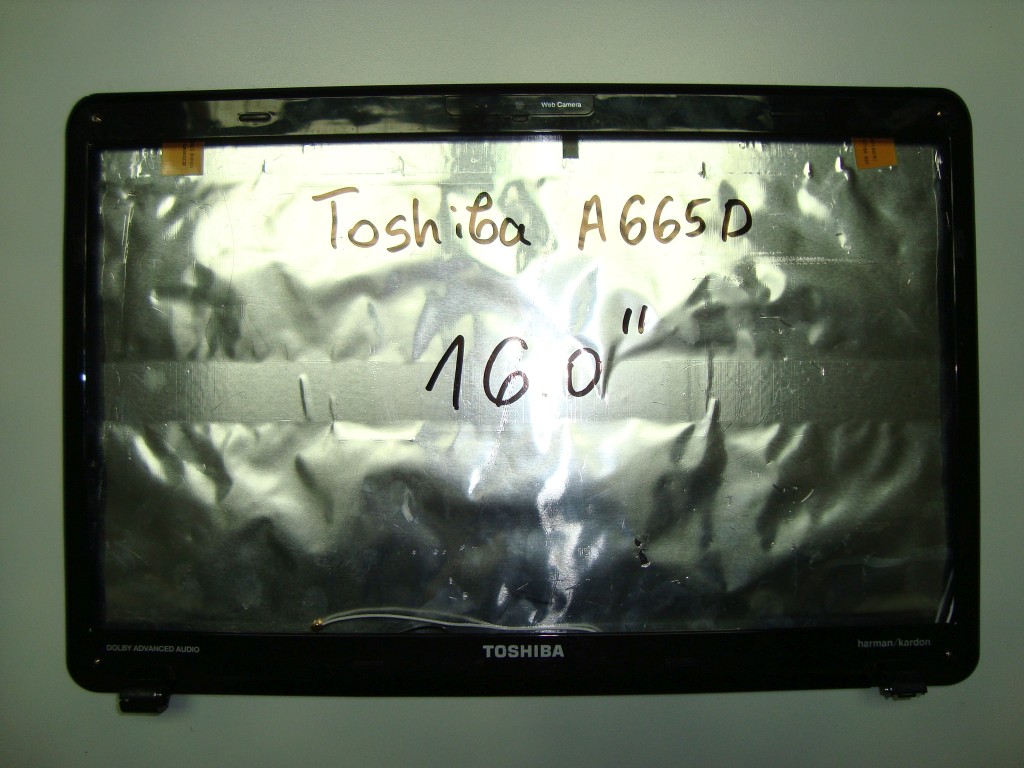 Web Camera
Toshiba A665D
16.0"
DOLBY ADVANCED AUDIO
TOSHIBA
harman/kardon